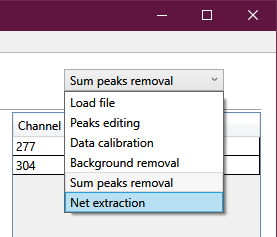 Sum peaks removal
Load file
Peaks editing
Channel
Data calibration
277
Background removal
304
Sum peaks removal
Net extraction